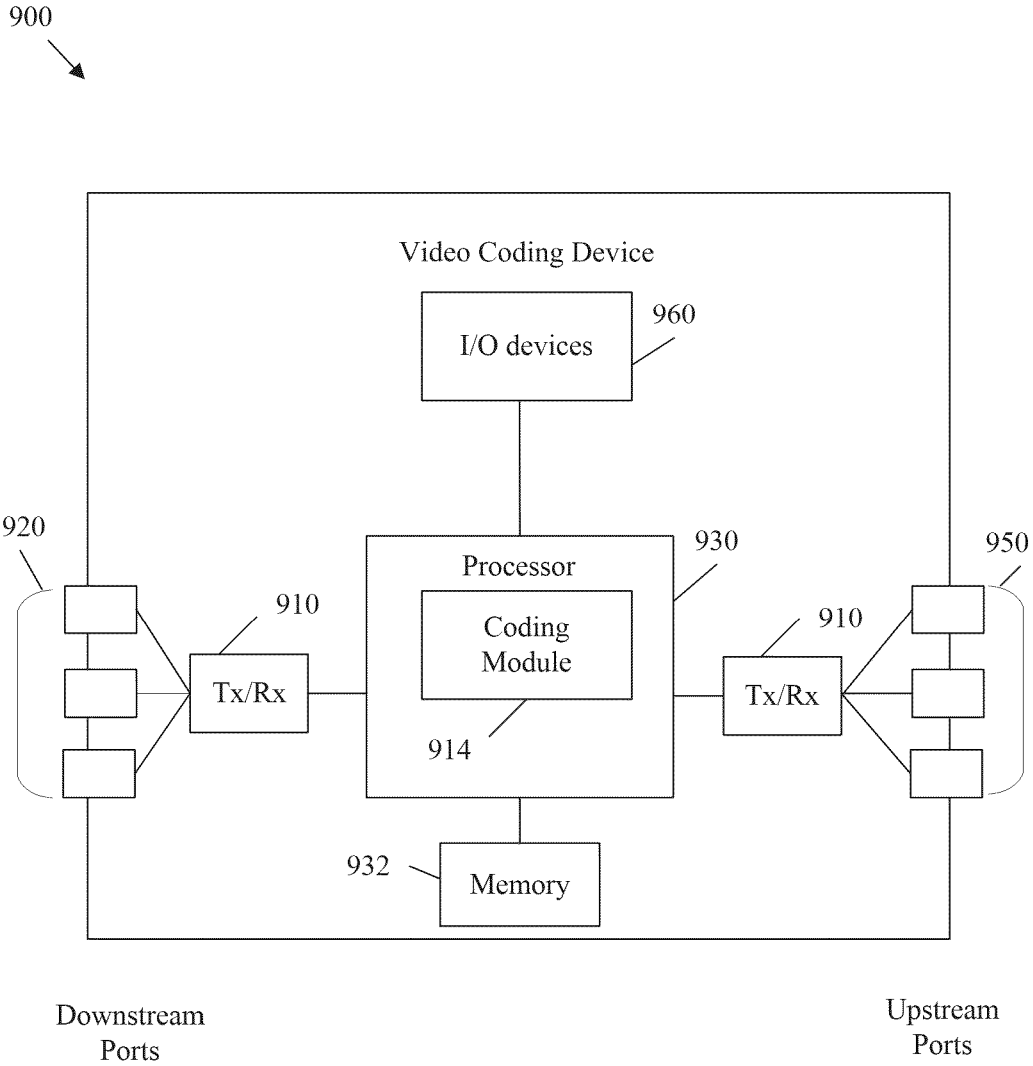 900
Video Coding Device
I/O devices
960
920
Processor
930
950
910
Coding
Module
910
Tx/Rx
Tx/Rx
914
932
Memory
Downstream
Ports
Upstream
Ports